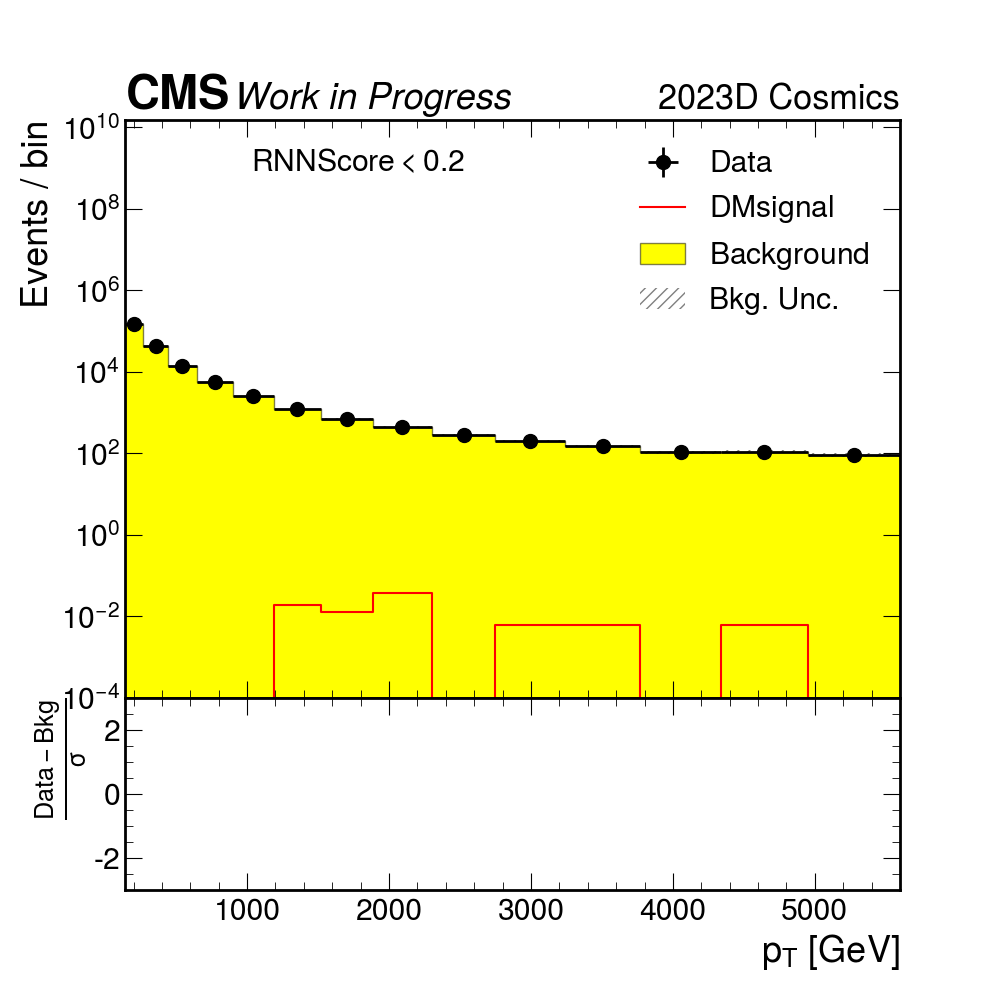 CMS Work in Progress 2023D Cosmics
Events / bin
10^10
10^8
10^6
10^4
10^2
10^0
10^−2
10^−4
RNNScore < 0.2
Data
DMsignal
Background
Bkg. Unc.
Data − Bkg
σ
2
0
-2
1000 2000 3000 4000 5000
p_T [GeV]